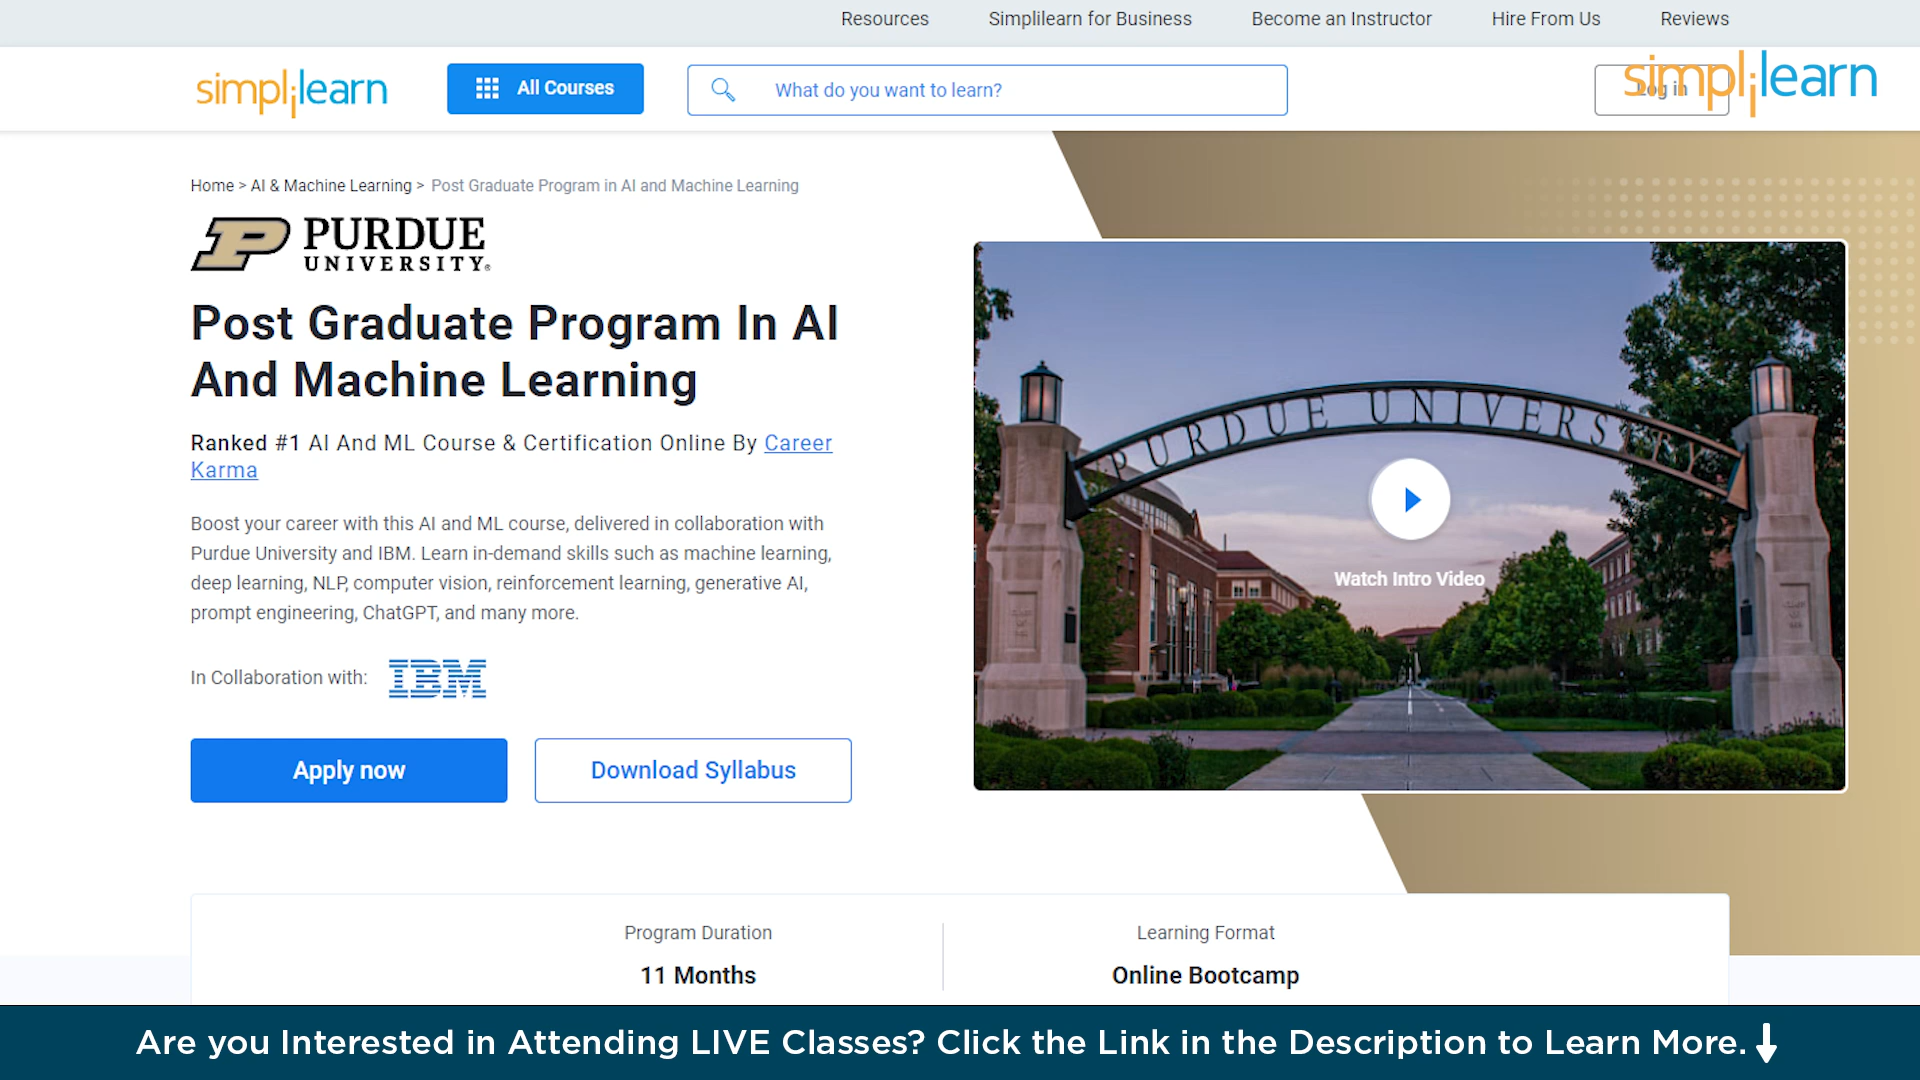 Resources Simplilearn for Business Become an Instructor Hire From Us Reviews
simplilearn All Courses What do you want to learn? Log in simplilearn
Home > AI & Machine Learning > Post Graduate Program in AI and Machine Learning
PURDUE
UNIVERSITY®
Post Graduate Program In AI
And Machine Learning
Ranked #1 AI And ML Course & Certification Online By Career
Karma
Boost your career with this AI and ML course, delivered in collaboration with
Purdue University and IBM. Learn in-demand skills such as machine learning,
deep learning, NLP, computer vision, reinforcement learning, generative AI,
prompt engineering, ChatGPT, and many more.
In Collaboration with: IBM
Apply now Download Syllabus
PURDUE UNIVERSITY
Watch Intro Video
Program Duration Learning Format
11 Months Online Bootcamp
Are you Interested in Attending LIVE Classes? Click the Link in the Description to Learn More.